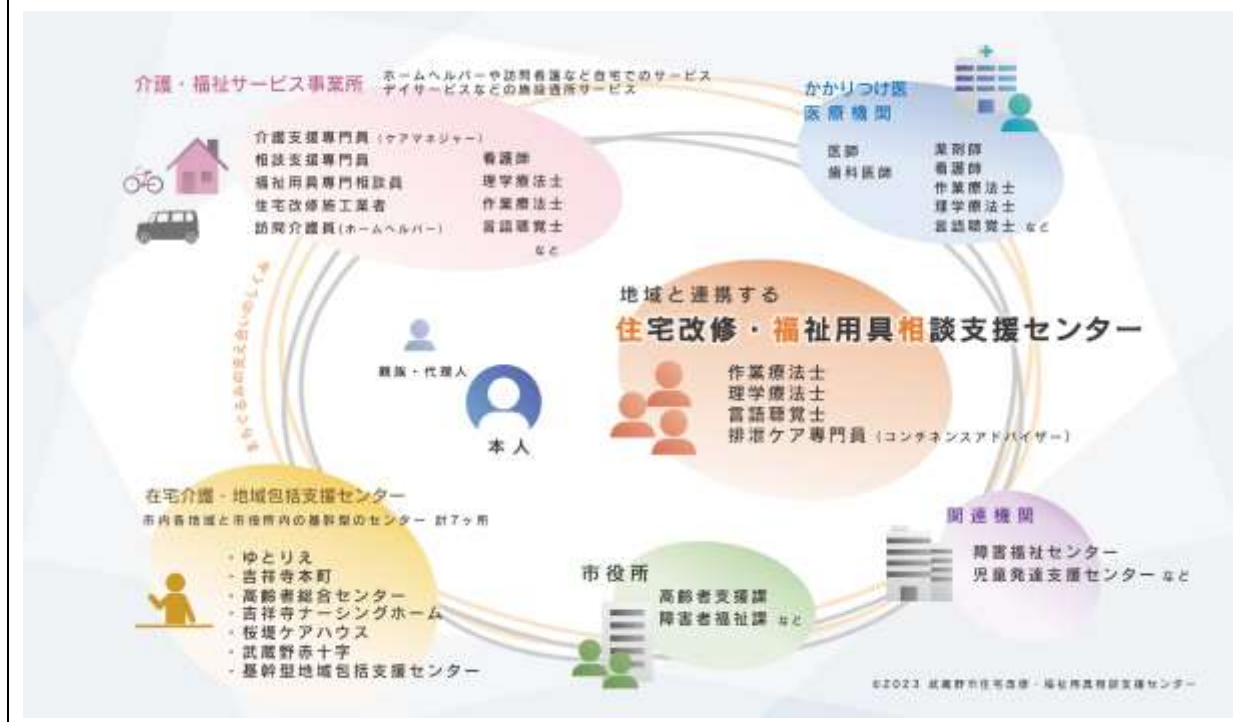 介護・福祉サービス事業所
ホームヘルパーや訪問看護など自宅でのサービス
デイサービスなどの施設通所サービス
介護支援専門員（ケアマネジャー）
相談支援専門員
福祉用具専門相談員
住宅改修施工業者
訪問介護員(ホームヘルパー)
看護師
理学療法士
作業療法士
言語聴覚士
など
かかりつけ医
医療機関
医師
歯科医師
薬剤師
看護師
作業療法士
理学療法士
言語聴覚士 など
まちぐるみの支え合いのしくみ
地域と連携する
住宅改修・福祉用具相談支援センター
作業療法士
理学療法士
言語聴覚士
排泄ケア専門員（コンチネンスアドバイザー）
親族・代理人
本人
在宅介護・地域包括支援センター
市内各地域と市役所内の基幹型のセンター 計7ヶ所
・ゆとりえ
・吉祥寺本町
・高齢者総合センター
・吉祥寺ナーシングホーム
・桜堤ケアハウス
・武蔵野赤十字
・基幹型地域包括支援センター
市役所
高齢者支援課
障害者福祉課 など
関連機関
障害福祉センター
児童発達支援センター など
©2023 武蔵野市住宅改修・福祉用具相談支援センター